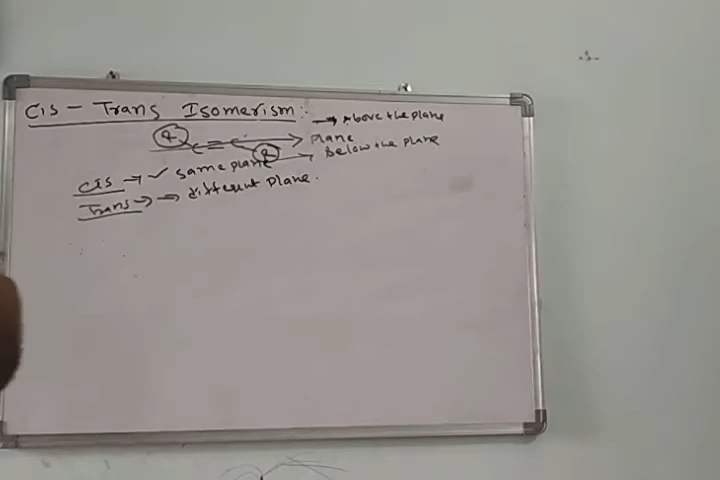 Cis - Trans Isomerism: → Above the plane
a C = C → Plane
a → Below the plane
Cis → ✓ same plane
Trans → → different plane.